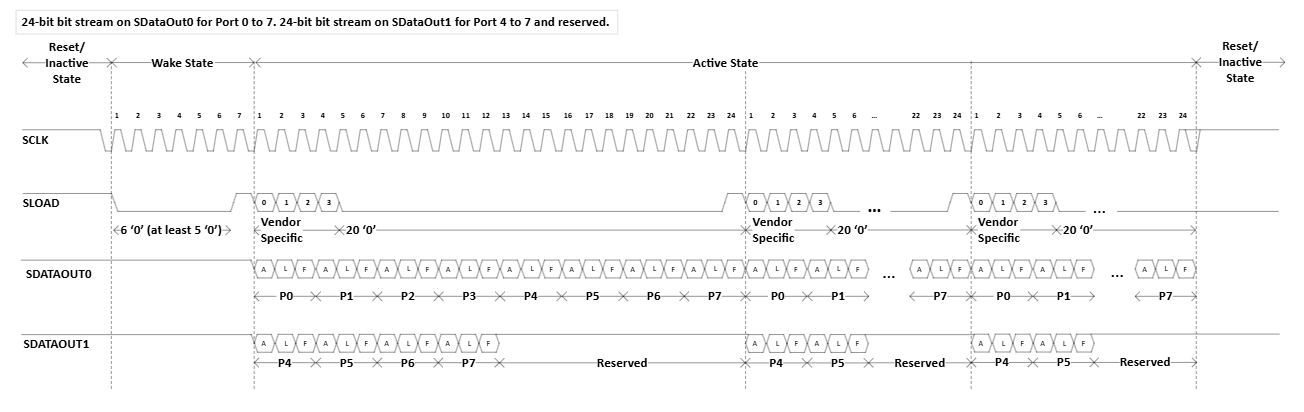 24-bit bit stream on SDataOut0 for Port 0 to 7. 24-bit bit stream on SDataOut1 for Port 4 to 7 and reserved.
Reset/ Inactive State
Wake State
Active State
Reset/ Inactive State
1 2 3 4 5 6 7 1 2 3 4 5 6 7 8 9 10 11 12 13 14 15 16 17 18 19 20 21 22 23 24 1 2 3 4 5 6 ... 22 23 24 1 2 3 4 5 6 ... 22 23 24
SCLK
SLOAD 0 1 2 3 0 1 2 3 ... 0 1 2 3 ...
6 ‘0’ (at least 5 ‘0’) Vendor Specific 20 ‘0’ Vendor Specific 20 ‘0’ Vendor Specific 20 ‘0’
SDATAOUT0 A L F A L F A L F A L F A L F A L F A L F A L F A L F A L F ... A L F A L F A L F ... A L F
P0 P1 P2 P3 P4 P5 P6 P7 P0 P1 P7 P0 P1 P7
SDATAOUT1 A L F A L F A L F A L F A L F A L F A L F A L F
P4 P5 P6 P7 Reserved P4 P5 Reserved P4 P5 Reserved